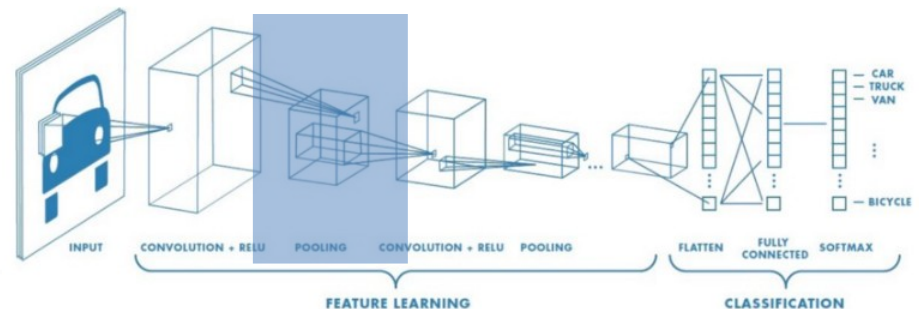 CAR
TRUCK
VAN
BICYCLE
INPUT CONVOLUTION + RELU POOLING CONVOLUTION + RELU POOLING FLATTEN FULLY CONNECTED SOFTMAX
FEATURE LEARNING CLASSIFICATION